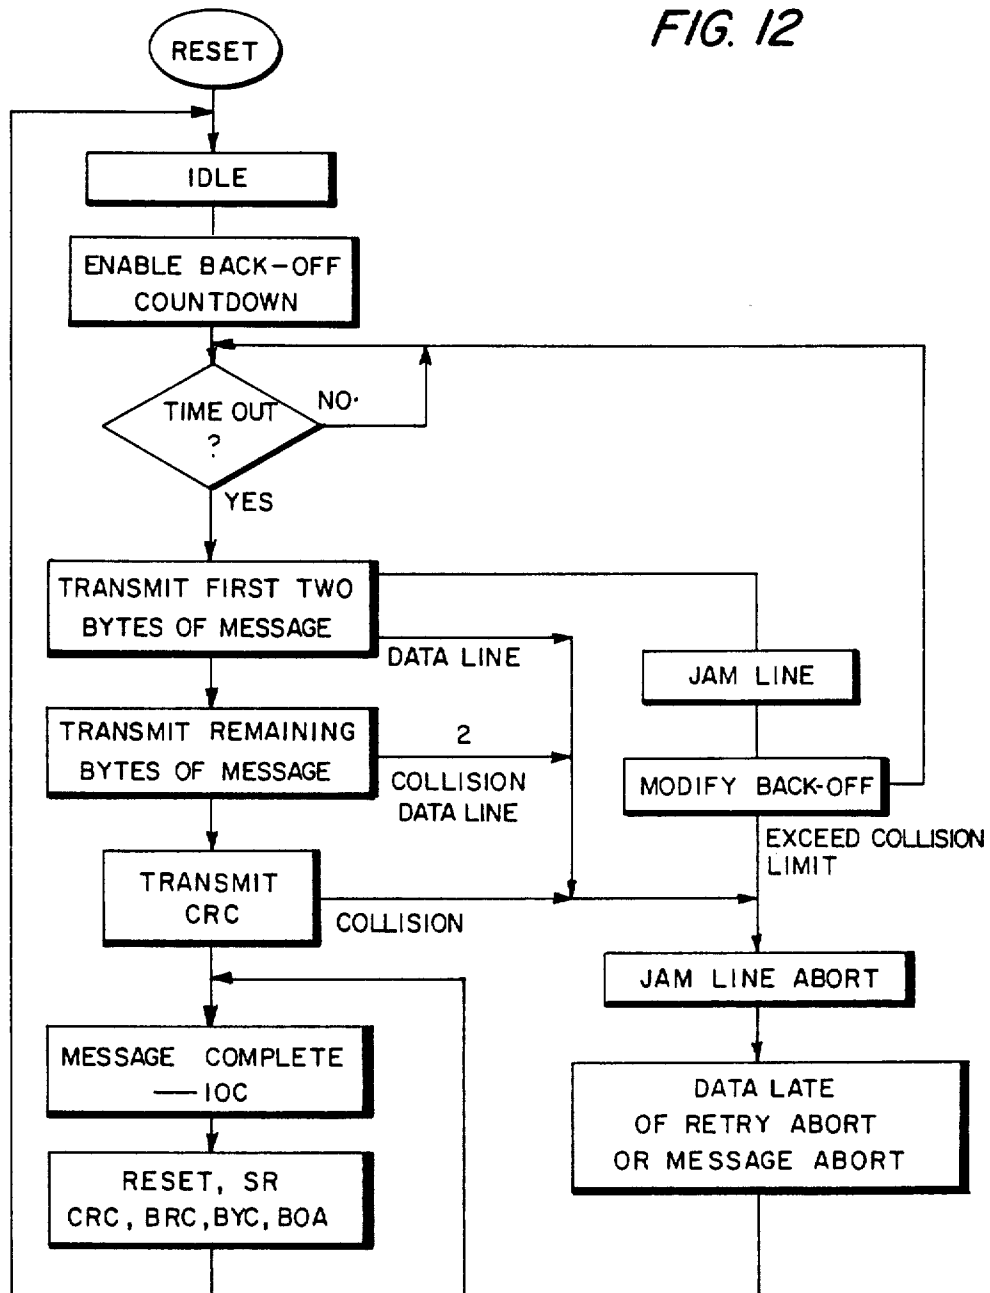 FIG. 12
RESET
IDLE
ENABLE BACK-OFF
COUNTDOWN
TIME OUT
?
NO.
YES
TRANSMIT FIRST TWO
BYTES OF MESSAGE
DATA LINE
JAM LINE
TRANSMIT REMAINING
BYTES OF MESSAGE
2
COLLISION
DATA LINE
MODIFY BACK-OFF
EXCEED COLLISION
LIMIT
TRANSMIT
CRC
COLLISION
JAM LINE ABORT
MESSAGE COMPLETE
— IOC
DATA LATE
OF RETRY ABORT
OR MESSAGE ABORT
RESET, SR
CRC, BRC, BYC, BOA